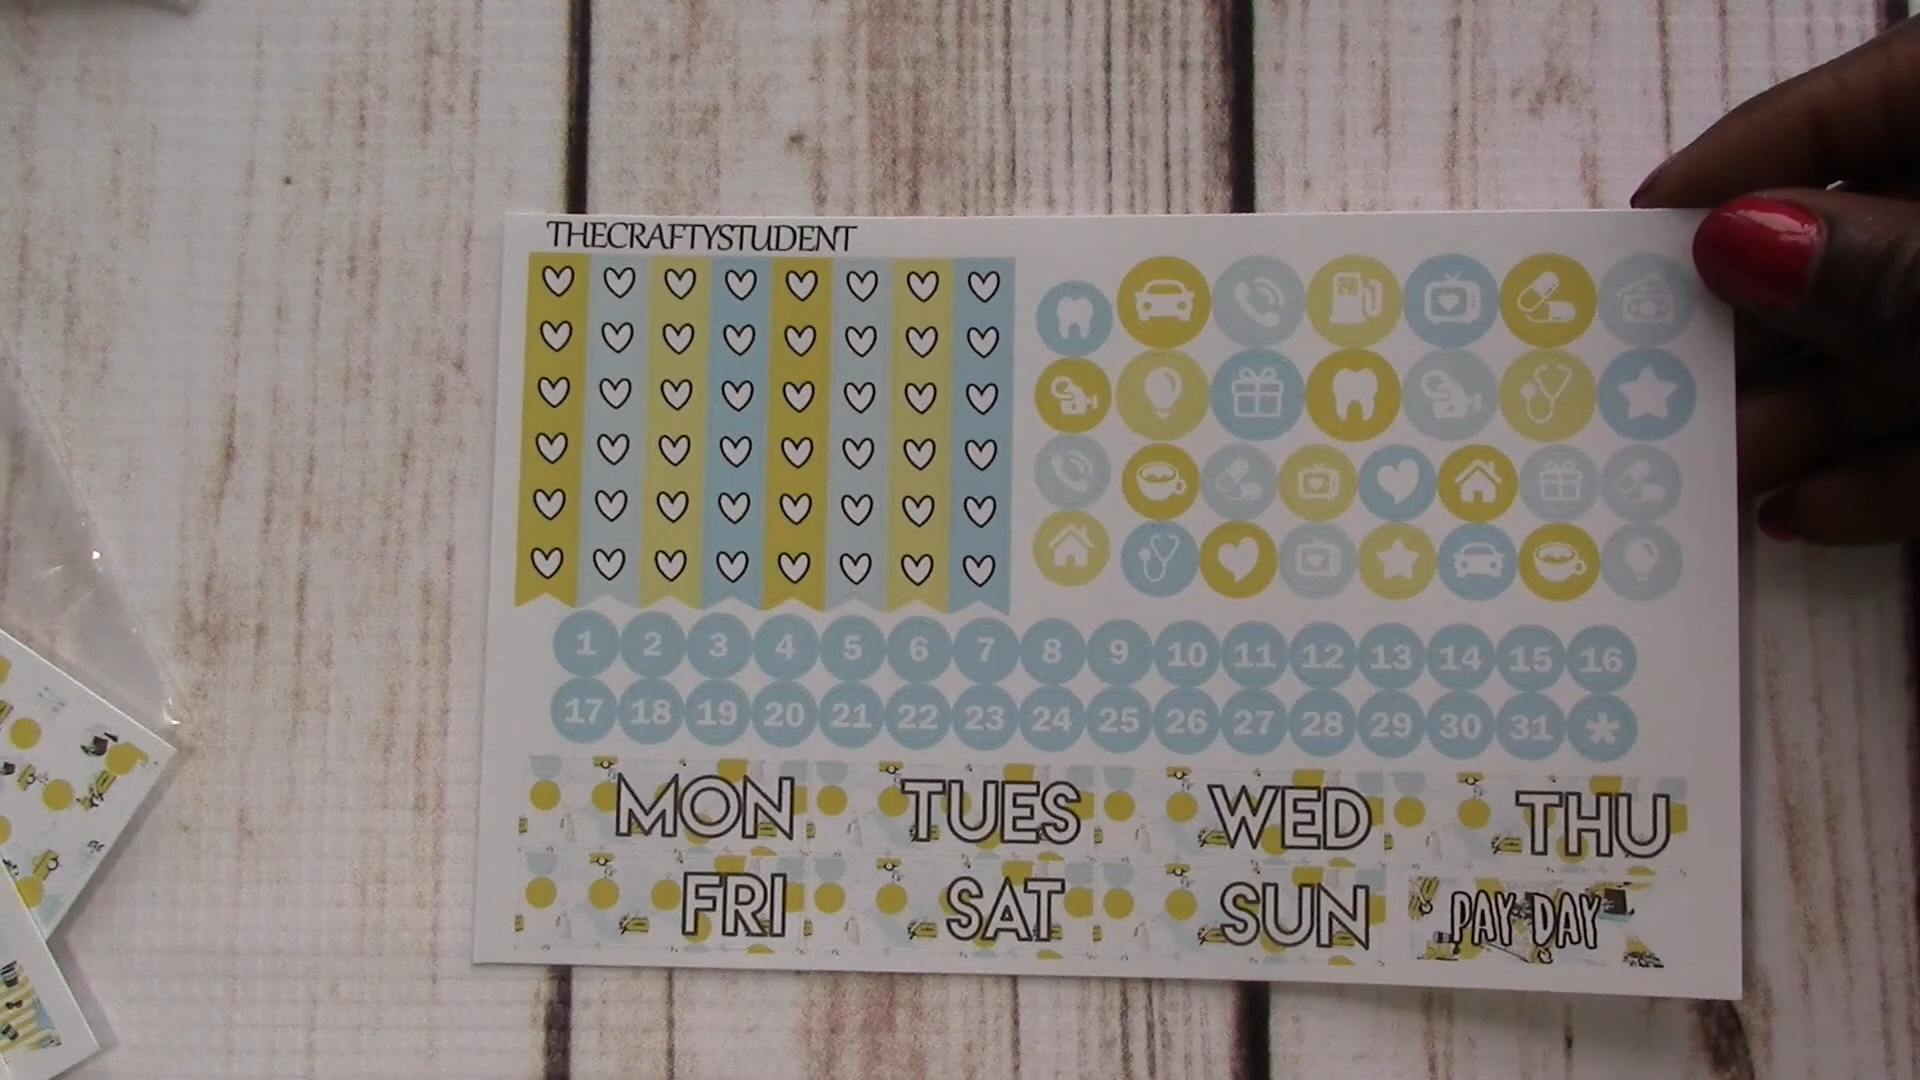 THECRAFTYSTUDENT
1 2 3 4 5 6 7 8 9 10 11 12 13 14 15 16
17 18 19 20 21 22 23 24 25 26 27 28 29 30 31 *
MON TUES WED THU
FRI SAT SUN PAY DAY